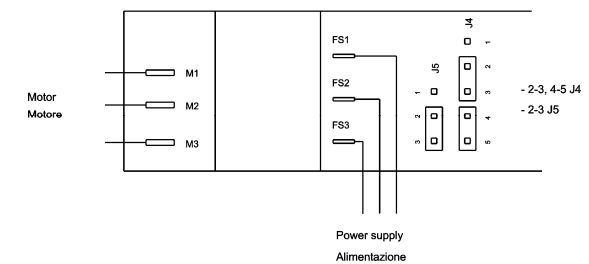 J4
FS1
1
M1
J5
2
FS2
1
3
- 2-3, 4-5 J4
Motor
M2
Motore
- 2-3 J5
FS3
2
4
M3
3
5
Power supply
Alimentazione